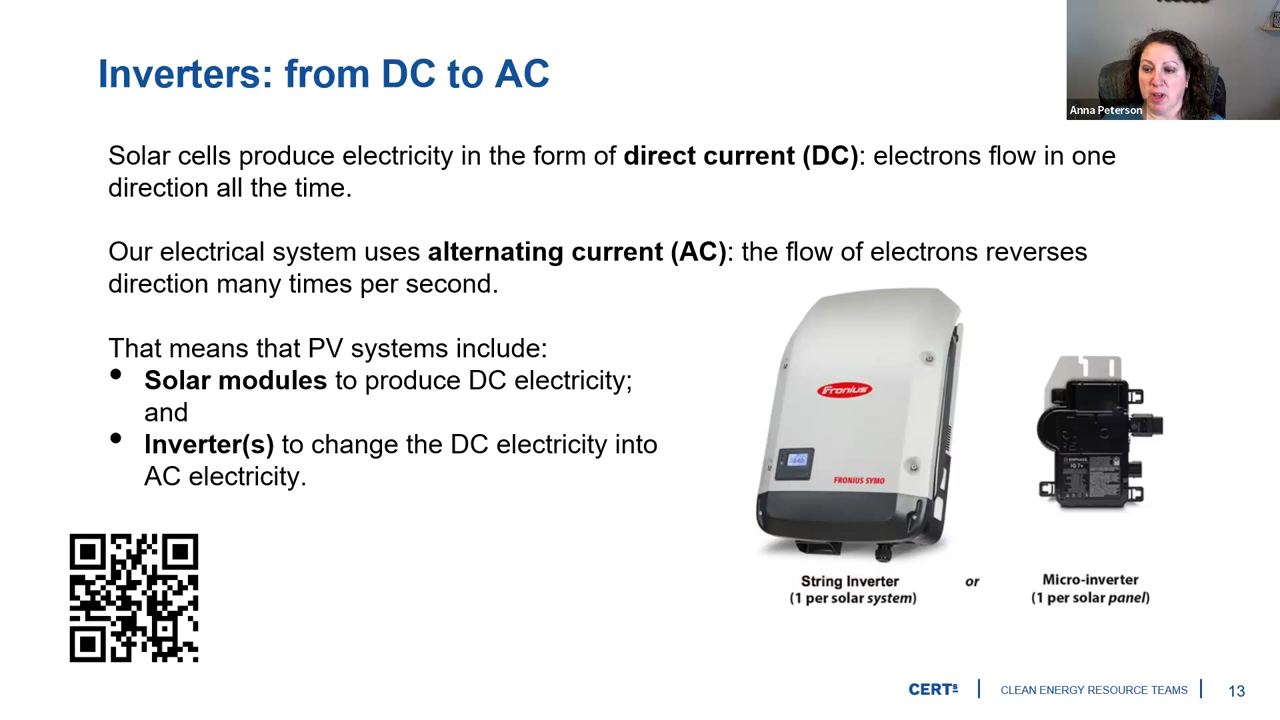 Inverters: from DC to AC
Anna Peterson
Solar cells produce electricity in the form of direct current (DC): electrons flow in one
direction all the time.
Our electrical system uses alternating current (AC): the flow of electrons reverses
direction many times per second.
That means that PV systems include:
• Solar modules to produce DC electricity;
and
• Inverter(s) to change the DC electricity into
AC electricity.
Fronius
FRONIUS SYMO
ENPHASE
IQ 7+
String Inverter
(1 per solar system)
or
Micro-inverter
(1 per solar panel)
CERTs
CLEAN ENERGY RESOURCE TEAMS
13